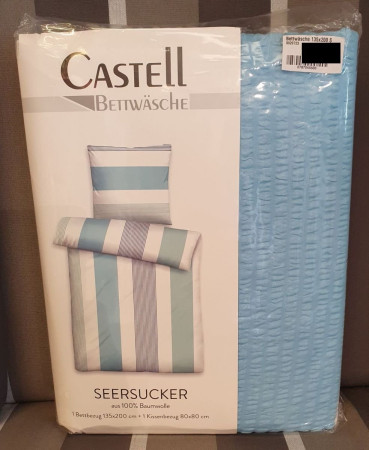 CASTELL
BETTWÄSCHE
Bettwäsche 135x200 S
SEERSUCKER
aus 100% Baumwolle
1 Bettbezug 135x200 cm + 1 Kissenbezug 80x80 cm